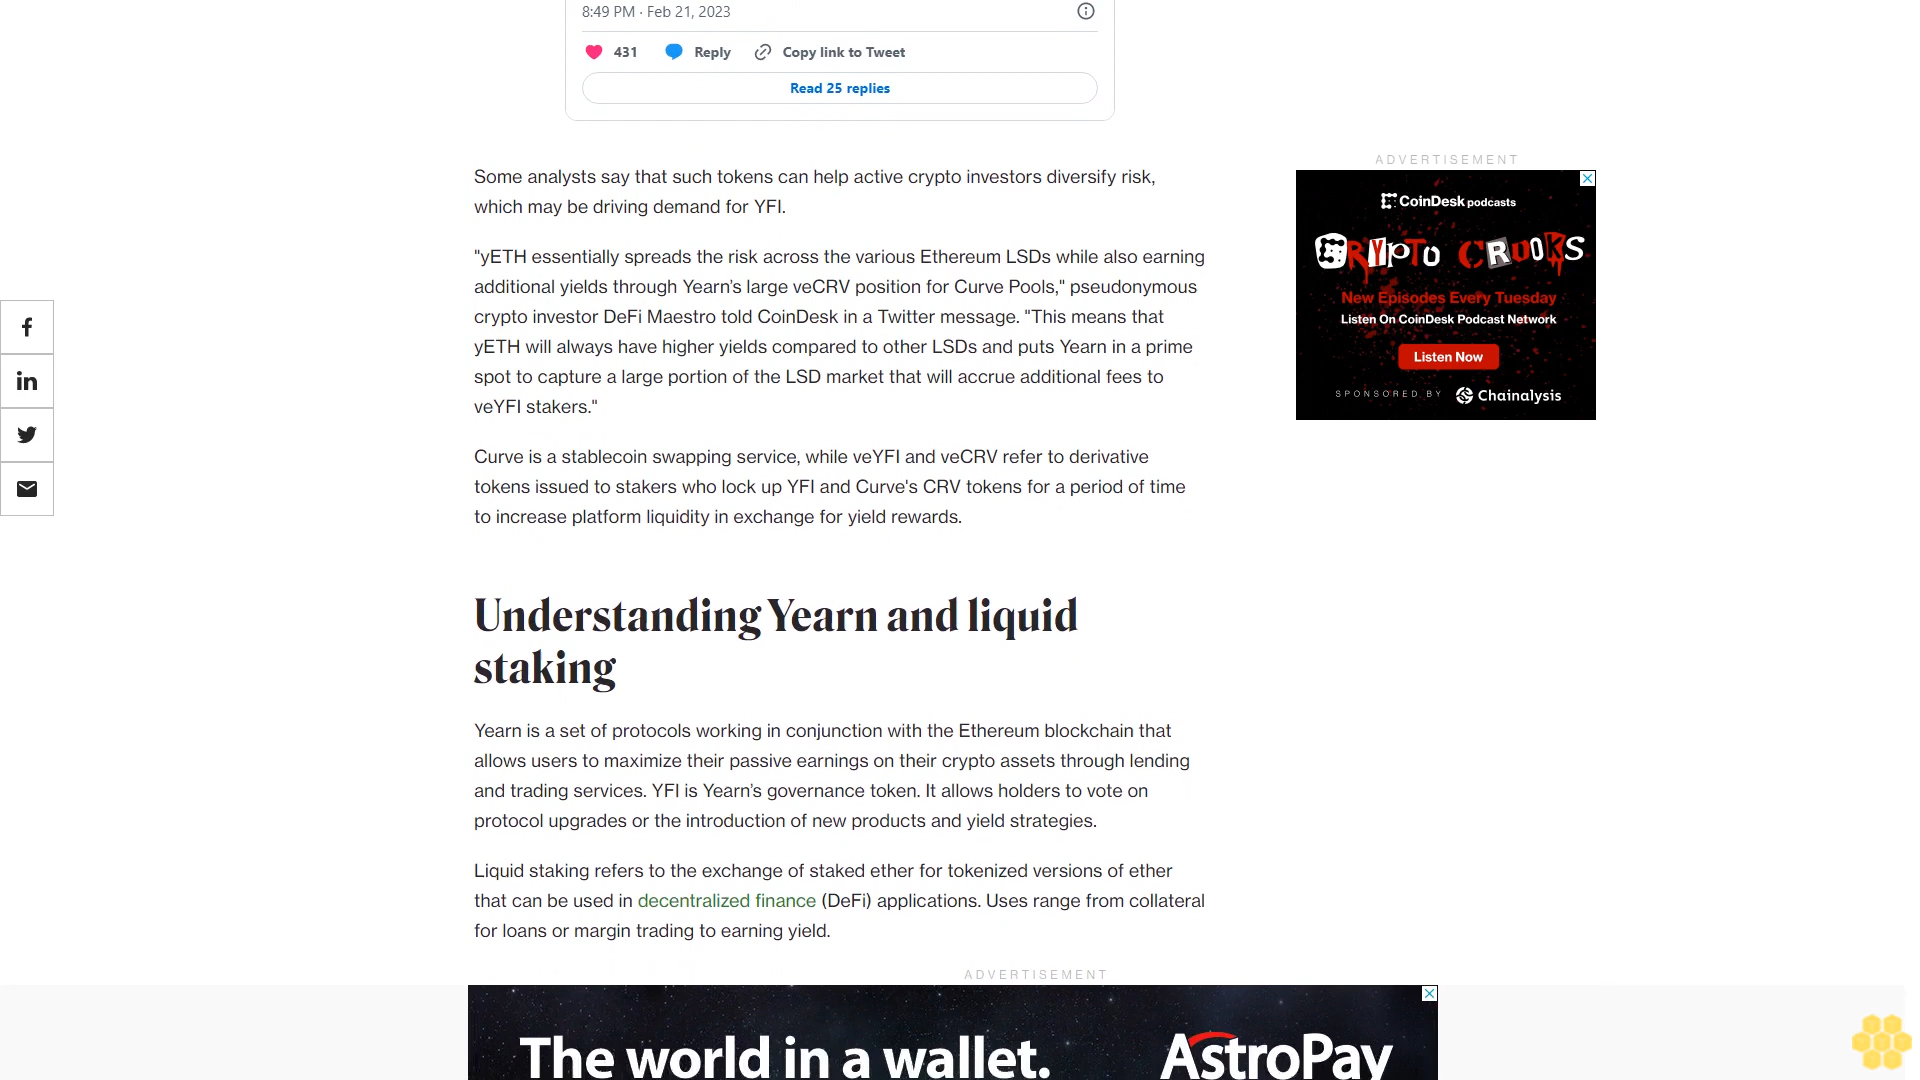 8:49 PM · Feb 21, 2023
431 Reply Copy link to Tweet
Read 25 replies
Some analysts say that such tokens can help active crypto investors diversify risk,
which may be driving demand for YFI.
"yETH essentially spreads the risk across the various Ethereum LSDs while also earning
additional yields through Yearn’s large veCRV position for Curve Pools," pseudonymous
crypto investor DeFi Maestro told CoinDesk in a Twitter message. "This means that
yETH will always have higher yields compared to other LSDs and puts Yearn in a prime
spot to capture a large portion of the LSD market that will accrue additional fees to
veYFI stakers."
Curve is a stablecoin swapping service, while veYFI and veCRV refer to derivative
tokens issued to stakers who lock up YFI and Curve's CRV tokens for a period of time
to increase platform liquidity in exchange for yield rewards.
Understanding Yearn and liquid
staking
Yearn is a set of protocols working in conjunction with the Ethereum blockchain that
allows users to maximize their passive earnings on their crypto assets through lending
and trading services. YFI is Yearn’s governance token. It allows holders to vote on
protocol upgrades or the introduction of new products and yield strategies.
Liquid staking refers to the exchange of staked ether for tokenized versions of ether
that can be used in decentralized finance (DeFi) applications. Uses range from collateral
for loans or margin trading to earning yield.
ADVERTISEMENT
CoinDesk podcasts
CRYPTO CROOKS
New Episodes Every Tuesday
Listen On CoinDesk Podcast Network
Listen Now
SPONSORED BY Chainalysis
ADVERTISEMENT
The world in a wallet. AstroPay